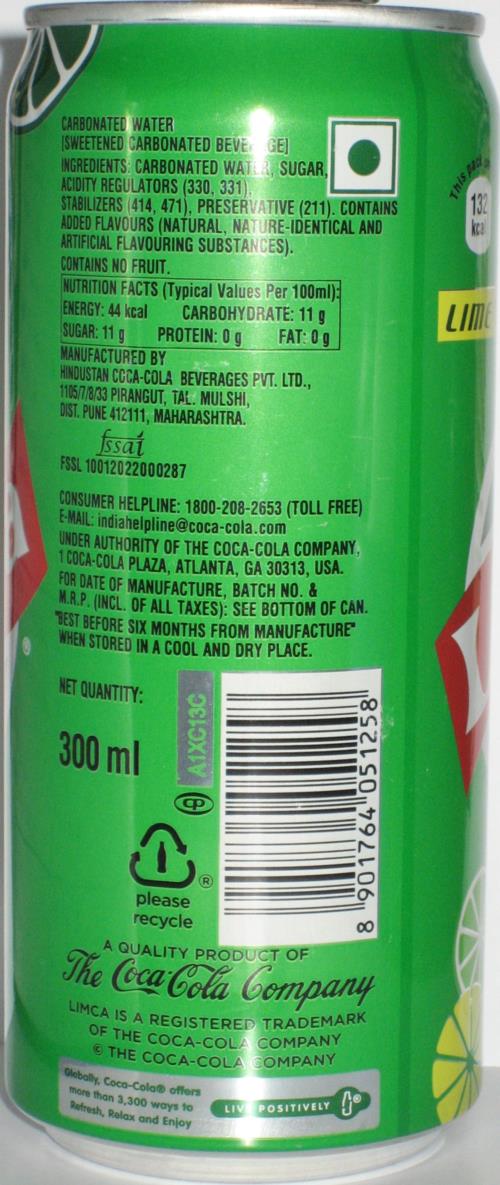 CARBONATED WATER
[SWEETENED CARBONATED BEVERAGE]
INGREDIENTS: CARBONATED WATER, SUGAR,
ACIDITY REGULATORS (330, 331),
STABILIZERS (414, 471), PRESERVATIVE (211). CONTAINS
ADDED FLAVOURS (NATURAL, NATURE-IDENTICAL AND
ARTIFICIAL FLAVOURING SUBSTANCES).
CONTAINS NO FRUIT.
NUTRITION FACTS (Typical Values Per 100ml):
ENERGY: 44 kcal CARBOHYDRATE: 11 g
SUGAR: 11 g PROTEIN: 0 g FAT: 0 g
MANUFACTURED BY
HINDUSTAN COCA-COLA BEVERAGES PVT. LTD.,
1105/7/8/33 PIRANGUT, TAL. MULSHI,
DIST. PUNE 412111, MAHARASHTRA.
fssai
FSSL 10012022000287
CONSUMER HELPLINE: 1800-208-2653 (TOLL FREE)
E-MAIL: indiahelpline@coca-cola.com
UNDER AUTHORITY OF THE COCA-COLA COMPANY,
1 COCA-COLA PLAZA, ATLANTA, GA 30313, USA.
FOR DATE OF MANUFACTURE, BATCH NO. &
M.R.P. (INCL. OF ALL TAXES): SEE BOTTOM OF CAN.
"BEST BEFORE SIX MONTHS FROM MANUFACTURE"
WHEN STORED IN A COOL AND DRY PLACE.
NET QUANTITY:
300 ml
A1XC13C
8 901764 051258
cp
®
please
recycle
A QUALITY PRODUCT OF
The Coca-Cola Company
LIMCA IS A REGISTERED TRADEMARK
OF THE COCA-COLA COMPANY
© THE COCA-COLA COMPANY
Globally, Coca-Cola® offers
more than 3,300 ways to
Refresh, Relax and Enjoy
LIVE POSITIVELY
This pack
132
kcal
LIME